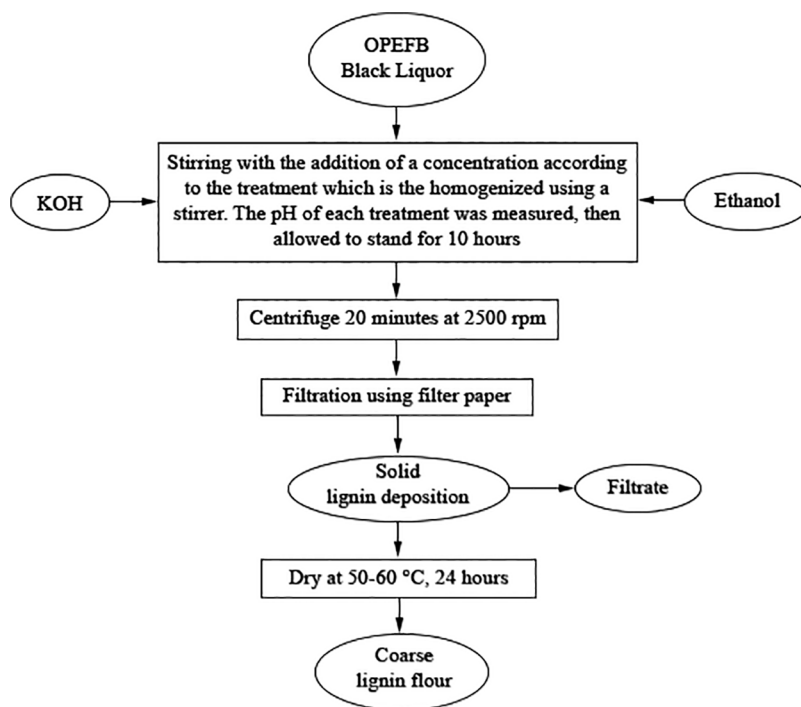 OPEFB
Black Liquor
Stirring with the addition of a concentration according
to the treatment which is the homogenized using a
stirrer. The pH of each treatment was measured, then
allowed to stand for 10 hours
KOH
Ethanol
Centrifuge 20 minutes at 2500 rpm
Filtration using filter paper
Solid
lignin deposition
Filtrate
Dry at 50-60 °C, 24 hours
Coarse
lignin flour